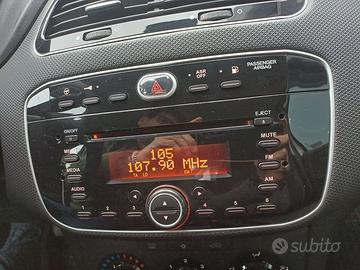 ASR
OFF
PASSENGER
AIRBAG
ON/OFF
EJECT
MUTE
105
107.90 MHz
FM
MEDIA
AM
AUDIO
1 2 3 4 5 6
subito